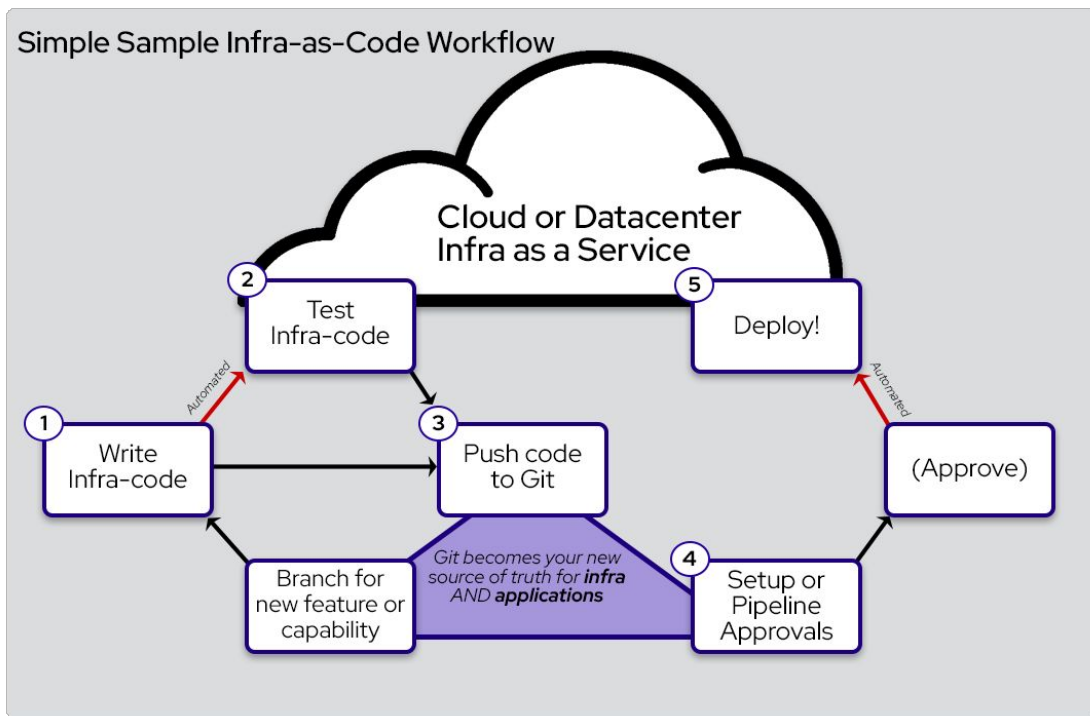 Simple Sample Infra-as-Code Workflow
Cloud or Datacenter
Infra as a Service
2
Test
Infra-code
5
Deploy!
Automated
Automated
1
Write
Infra-code
3
Push code
to Git
(Approve)
Branch for
new feature or
capability
Git becomes your new
source of truth for infra
AND applications
4
Setup or
Pipeline
Approvals